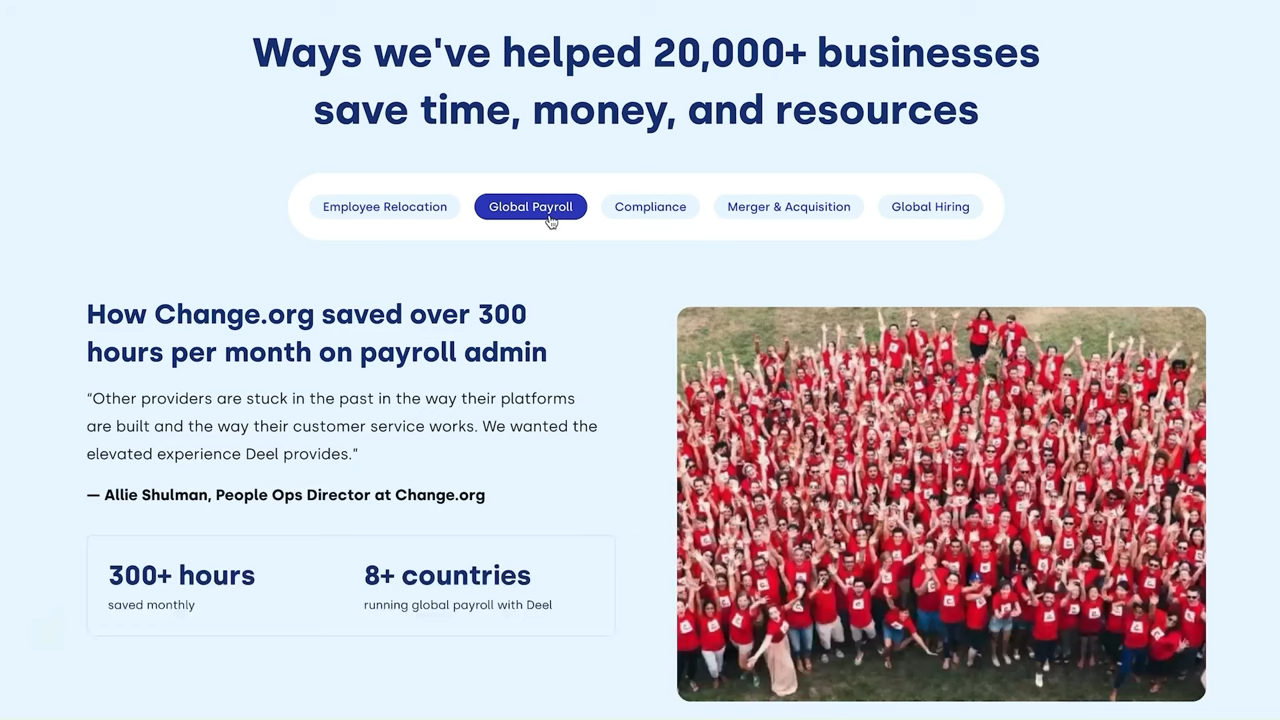 Ways we've helped 20,000+ businesses
save time, money, and resources
Employee Relocation
Global Payroll
Compliance
Merger & Acquisition
Global Hiring
How Change.org saved over 300
hours per month on payroll admin
“Other providers are stuck in the past in the way their platforms
are built and the way their customer service works. We wanted the
elevated experience Deel provides.”
— Allie Shulman, People Ops Director at Change.org
300+ hours
saved monthly
8+ countries
running global payroll with Deel